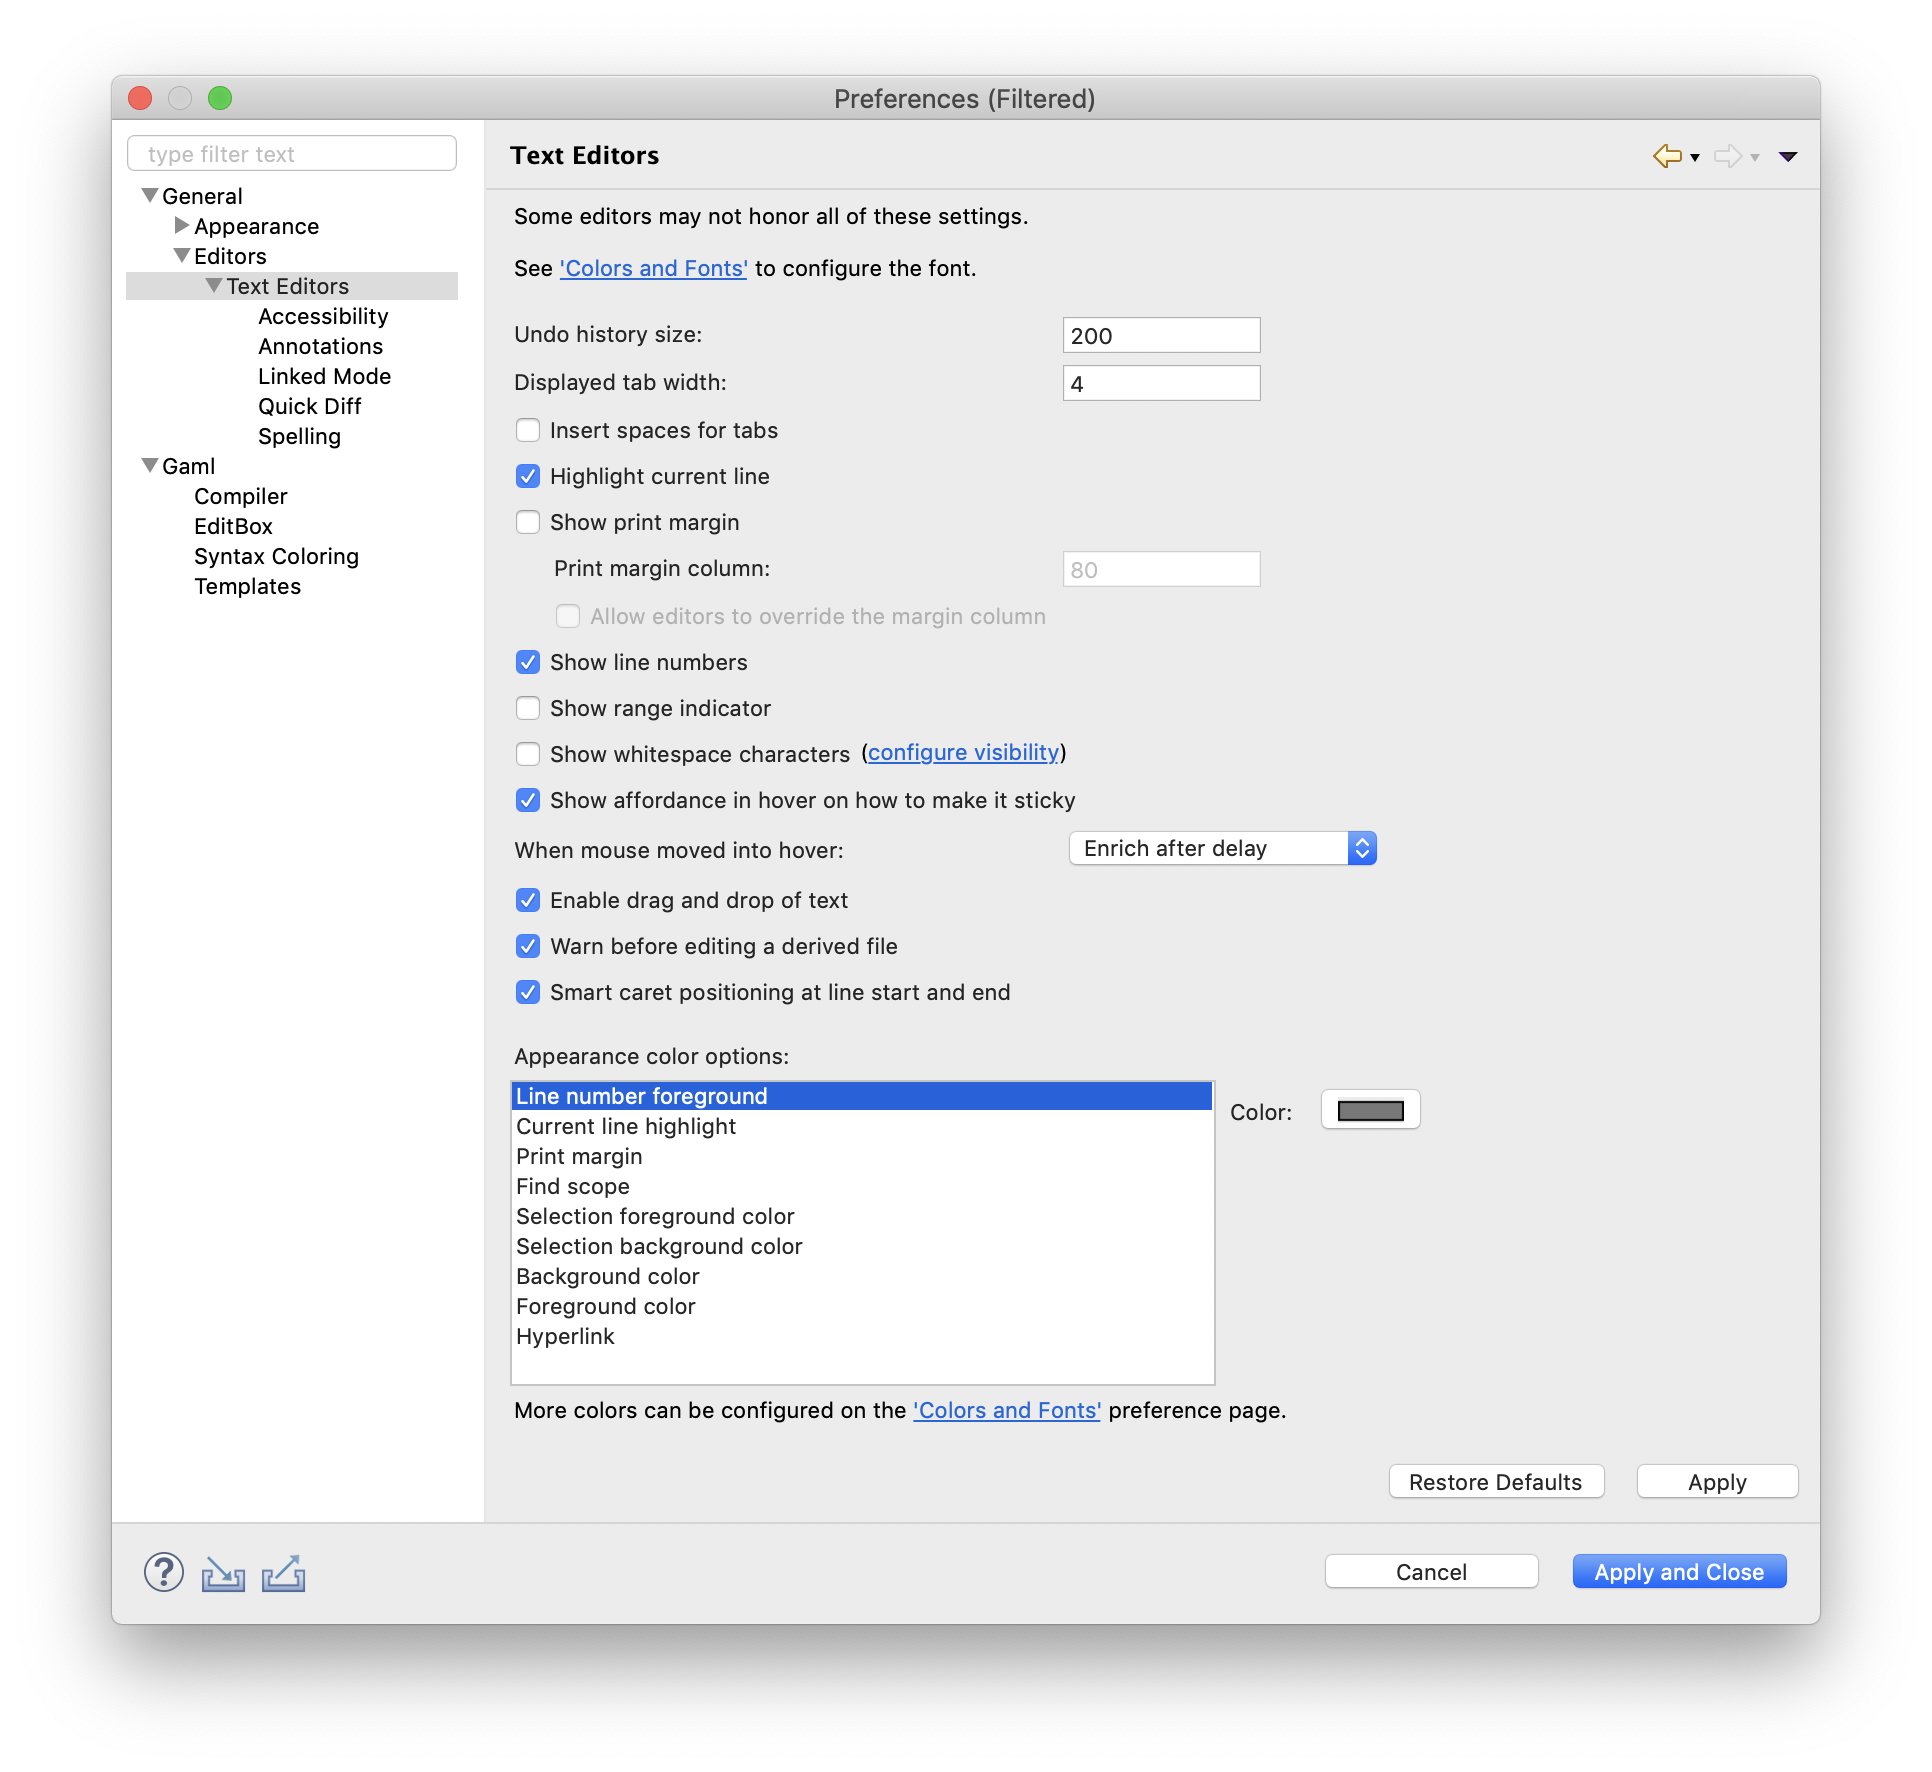 Preferences (Filtered)
type filter text
General
Appearance
Editors
Text Editors
Accessibility
Annotations
Linked Mode
Quick Diff
Spelling
Gaml
Compiler
EditBox
Syntax Coloring
Templates
Text Editors
Some editors may not honor all of these settings.
See 'Colors and Fonts' to configure the font.
Undo history size: 200
Displayed tab width: 4
Insert spaces for tabs
Highlight current line
Show print margin
Print margin column: 80
Allow editors to override the margin column
Show line numbers
Show range indicator
Show whitespace characters (configure visibility)
Show affordance in hover on how to make it sticky
When mouse moved into hover: Enrich after delay
Enable drag and drop of text
Warn before editing a derived file
Smart caret positioning at line start and end
Appearance color options:
Line number foreground
Current line highlight
Print margin
Find scope
Selection foreground color
Selection background color
Background color
Foreground color
Hyperlink
Color:
More colors can be configured on the 'Colors and Fonts' preference page.
Restore Defaults Apply
? Cancel Apply and Close